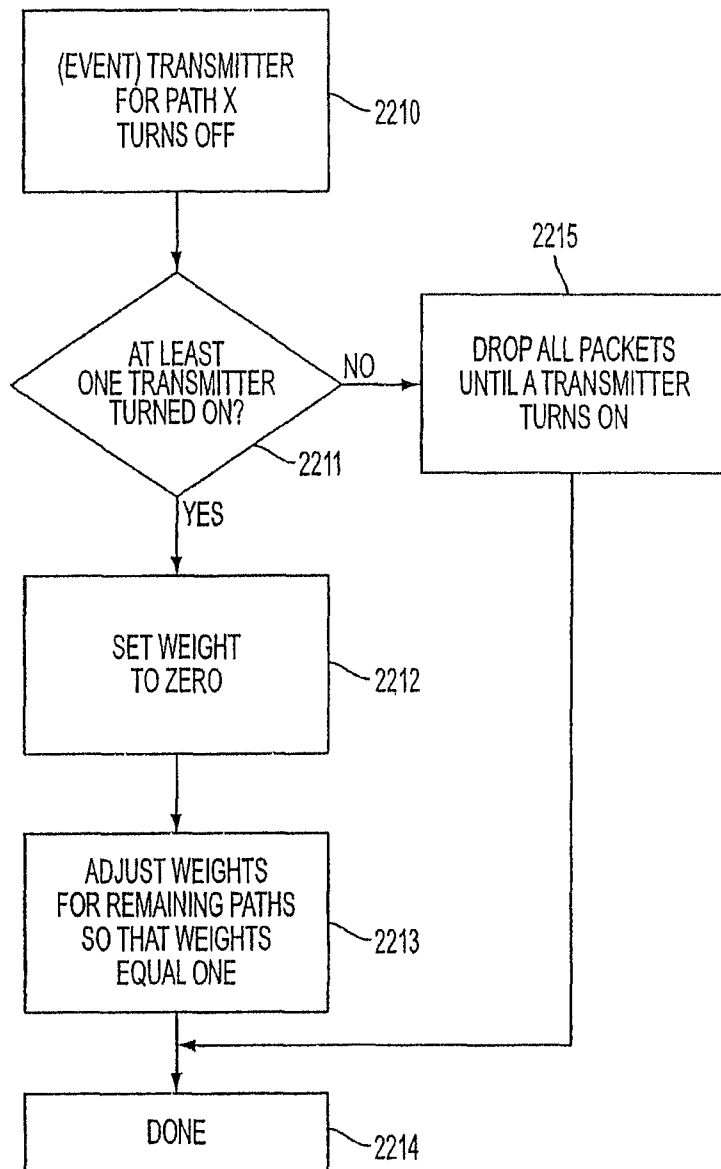 (EVENT) TRANSMITTER
FOR PATH X
TURNS OFF
2210
2215
AT LEAST
ONE TRANSMITTER
TURNED ON?
2211
NO
DROP ALL PACKETS
UNTIL A TRANSMITTER
TURNS ON
YES
SET WEIGHT
TO ZERO
2212
ADJUST WEIGHTS
FOR REMAINING PATHS
SO THAT WEIGHTS
EQUAL ONE
2213
DONE
2214